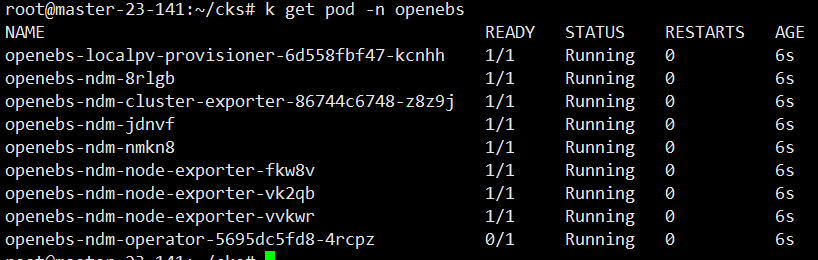 root@master-23-141:~/cks# k get pod -n openebs
NAME READY STATUS RESTARTS AGE
openebs-localpv-provisioner-6d558fbf47-kcnhh 1/1 Running 0 6s
openebs-ndm-8rlgb 1/1 Running 0 6s
openebs-ndm-cluster-exporter-86744c6748-z8z9j 1/1 Running 0 6s
openebs-ndm-jdnvf 1/1 Running 0 6s
openebs-ndm-nmkn8 1/1 Running 0 6s
openebs-ndm-node-exporter-fkw8v 1/1 Running 0 6s
openebs-ndm-node-exporter-vk2qb 1/1 Running 0 6s
openebs-ndm-node-exporter-vvkwr 1/1 Running 0 6s
openebs-ndm-operator-5695dc5fd8-4rcpz 0/1 Running 0 6s
root@master-23-141:~/cks#